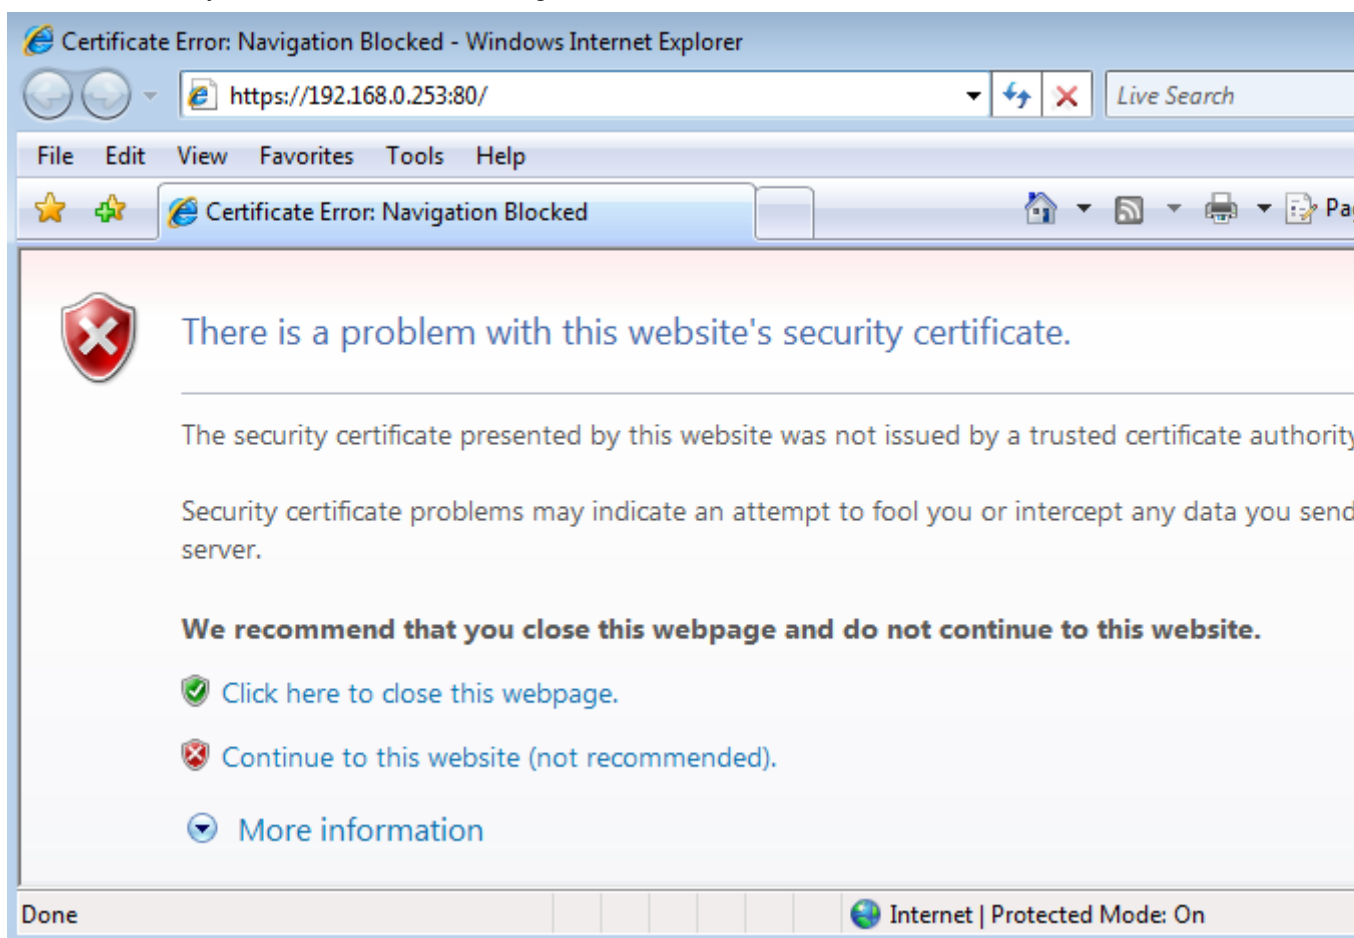 Certificate Error: Navigation Blocked - Windows Internet Explorer
https://192.168.0.253:80/ Live Search
File Edit View Favorites Tools Help
Certificate Error: Navigation Blocked
There is a problem with this website's security certificate.
The security certificate presented by this website was not issued by a trusted certificate authority
Security certificate problems may indicate an attempt to fool you or intercept any data you send
server.
We recommend that you close this webpage and do not continue to this website.
Click here to close this webpage.
Continue to this website (not recommended).
More information
Done Internet | Protected Mode: On